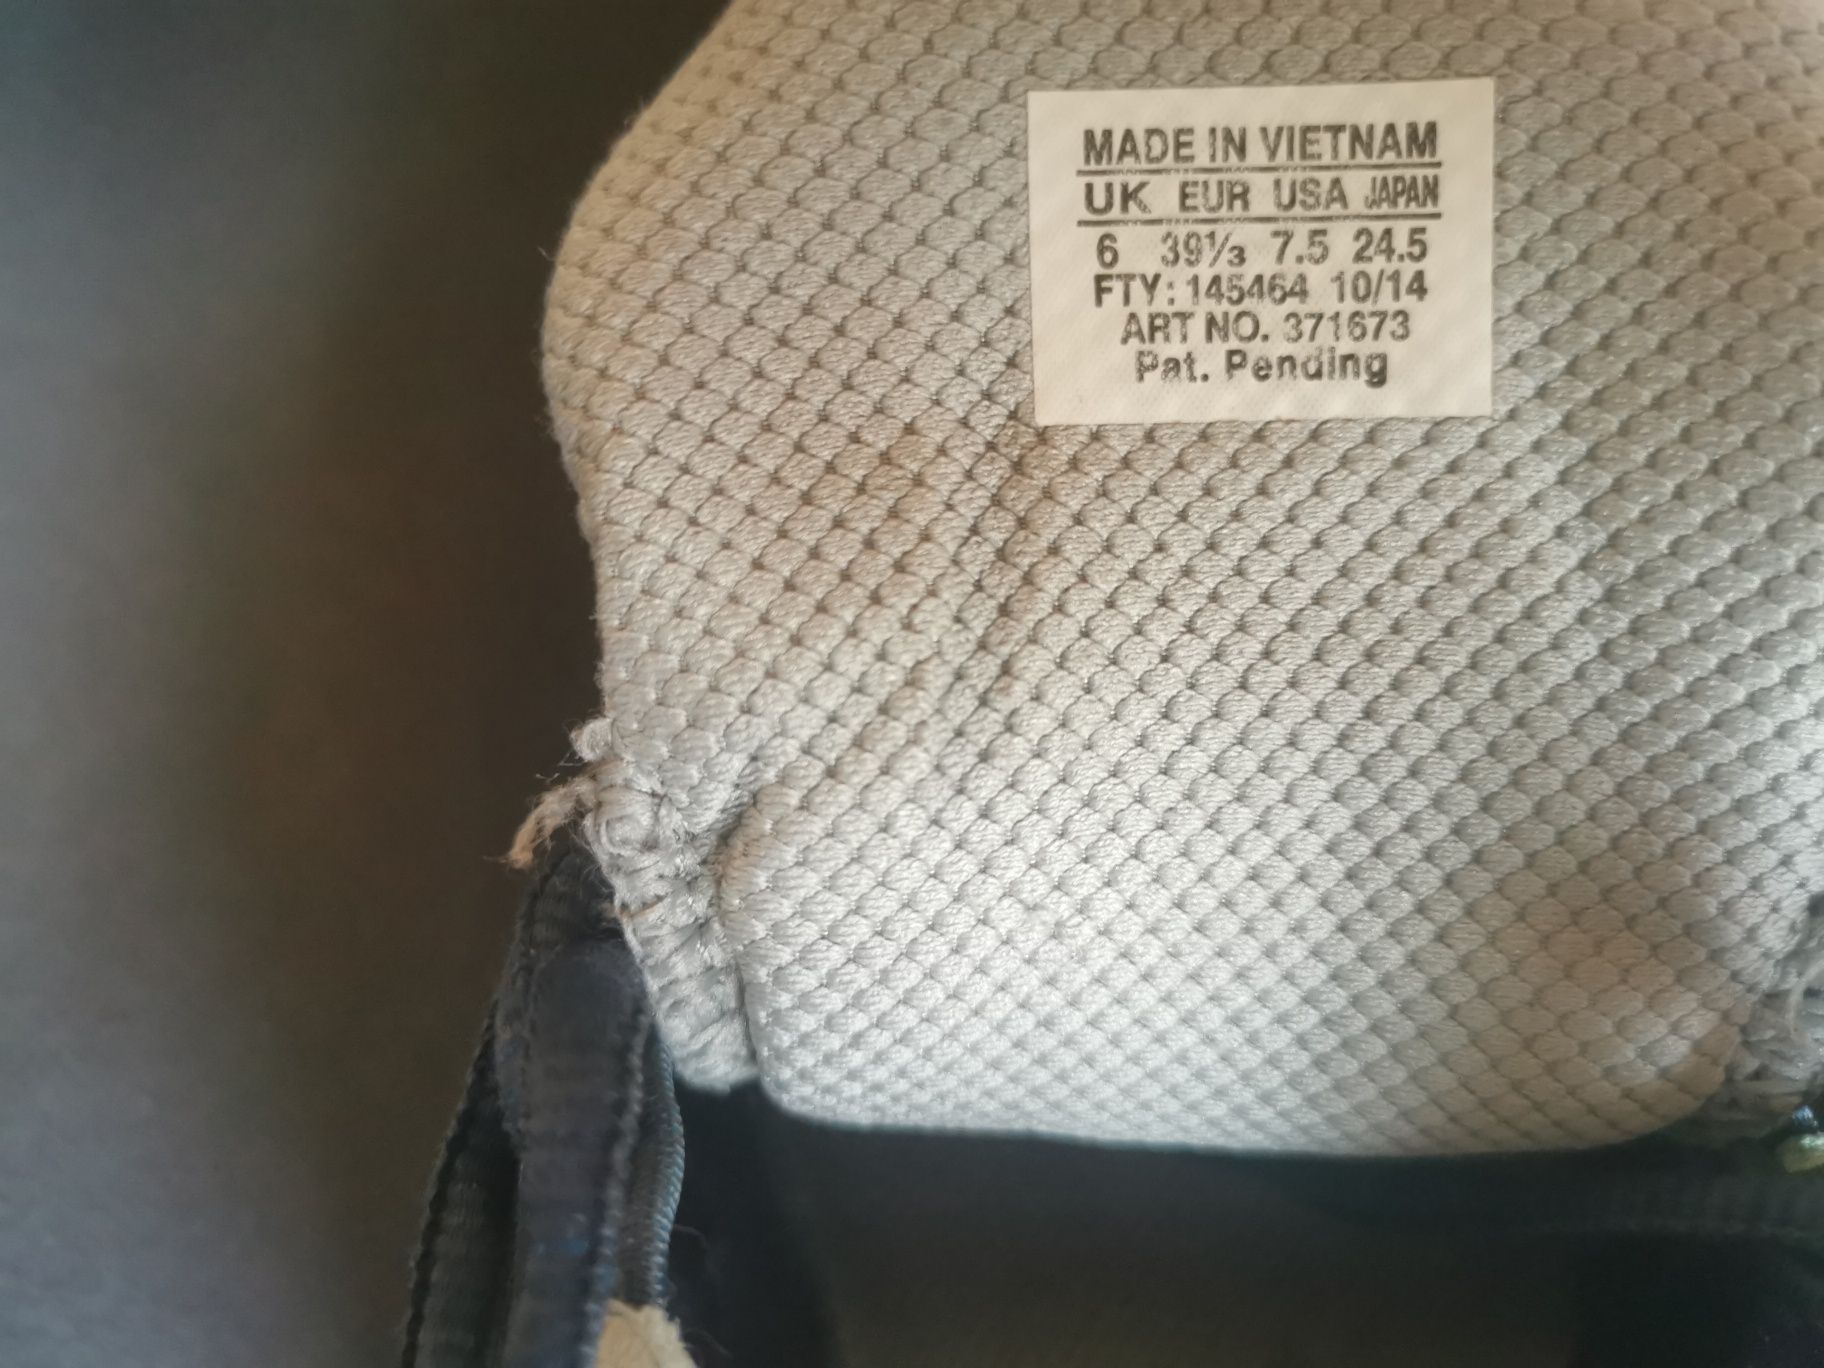 MADE IN VIETNAM
UK EUR USA JAPAN
6 39⅓ 7.5 24.5
FTY: 145464 10/14
ART NO. 371673
Pat. Pending